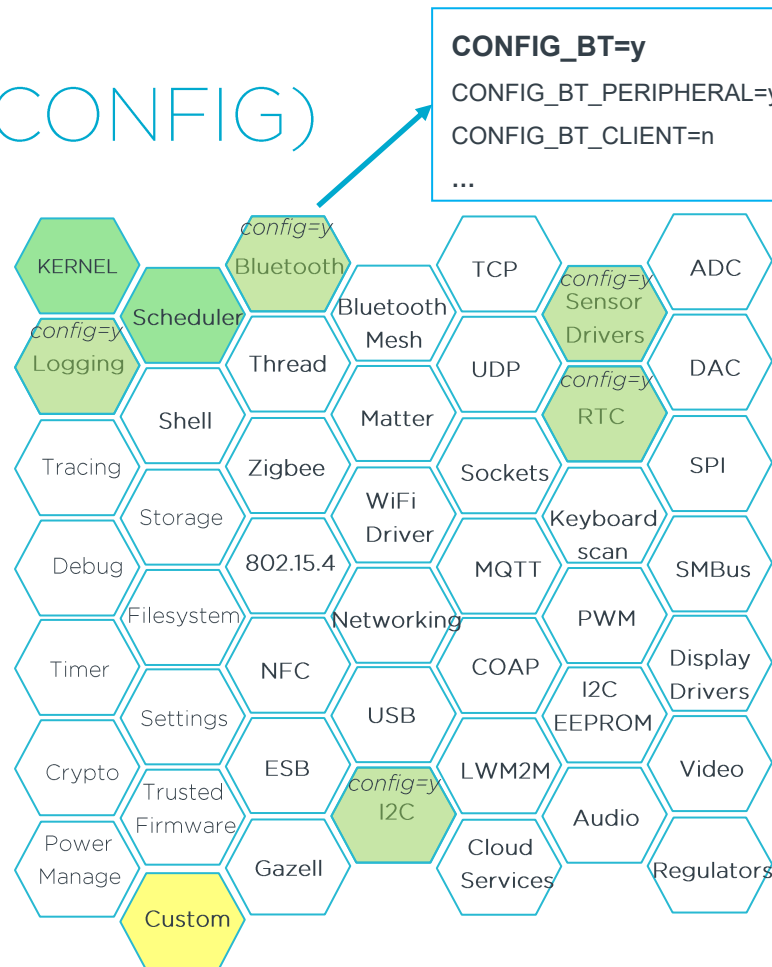 CONFIG)
CONFIG_BT=y
CONFIG_BT_PERIPHERAL=y
CONFIG_BT_CLIENT=n
...
KERNEL
config=y
Logging
Tracing
Debug
Timer
Crypto
Power
Manage
Scheduler
Shell
Storage
Filesystem
Settings
Trusted
Firmware
Custom
config=y
Bluetooth
Thread
Zigbee
802.15.4
NFC
ESB
Gazell
Bluetooth
Mesh
Matter
WiFi
Driver
Networking
USB
config=y
I2C
TCP
UDP
Sockets
MQTT
COAP
LWM2M
Cloud
Services
config=y
Sensor
Drivers
config=y
RTC
Keyboard
scan
PWM
I2C
EEPROM
Audio
ADC
DAC
SPI
SMBus
Display
Drivers
Video
Regulators